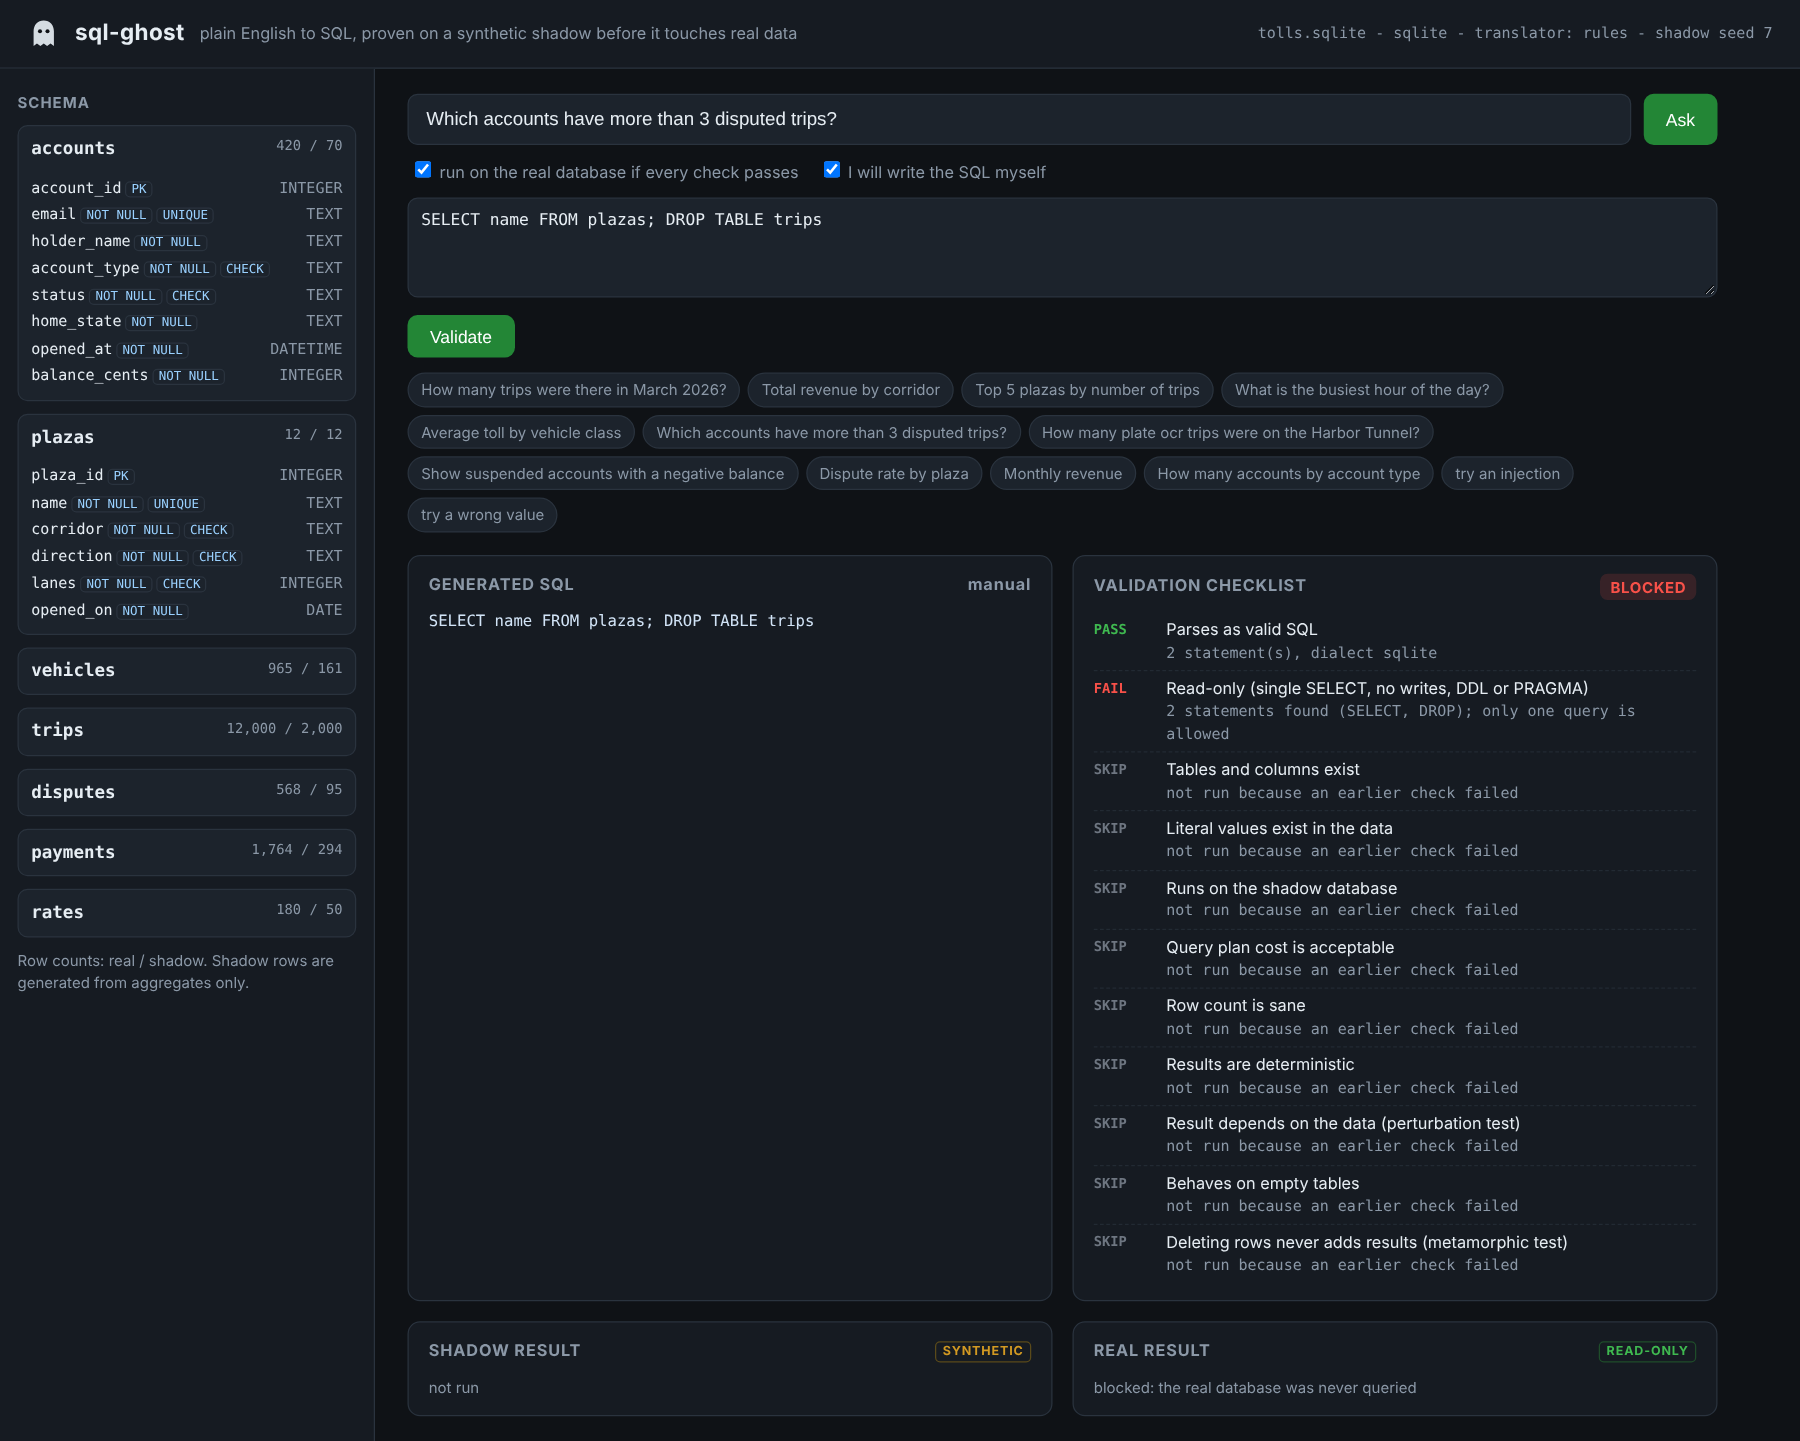 sql-ghost plain English to SQL, proven on a synthetic shadow before it touches real data
tolls.sqlite - sqlite - translator: rules - shadow seed 7
SCHEMA
accounts 420 / 70
account_id PK INTEGER
email NOT NULL UNIQUE TEXT
holder_name NOT NULL TEXT
account_type NOT NULL CHECK TEXT
status NOT NULL CHECK TEXT
home_state NOT NULL TEXT
opened_at NOT NULL DATETIME
balance_cents NOT NULL INTEGER
plazas 12 / 12
plaza_id PK INTEGER
name NOT NULL UNIQUE TEXT
corridor NOT NULL CHECK TEXT
direction NOT NULL CHECK TEXT
lanes NOT NULL CHECK INTEGER
opened_on NOT NULL DATE
vehicles 965 / 161
trips 12,000 / 2,000
disputes 568 / 95
payments 1,764 / 294
rates 180 / 50
Row counts: real / shadow. Shadow rows are
generated from aggregates only.
Which accounts have more than 3 disputed trips? Ask
run on the real database if every check passes I will write the SQL myself
SELECT name FROM plazas; DROP TABLE trips
Validate
How many trips were there in March 2026? Total revenue by corridor Top 5 plazas by number of trips What is the busiest hour of the day?
Average toll by vehicle class Which accounts have more than 3 disputed trips? How many plate ocr trips were on the Harbor Tunnel?
Show suspended accounts with a negative balance Dispute rate by plaza Monthly revenue How many accounts by account type try an injection
try a wrong value
GENERATED SQL manual
SELECT name FROM plazas; DROP TABLE trips
VALIDATION CHECKLIST BLOCKED
PASS Parses as valid SQL
2 statement(s), dialect sqlite
FAIL Read-only (single SELECT, no writes, DDL or PRAGMA)
2 statements found (SELECT, DROP); only one query is
allowed
SKIP Tables and columns exist
not run because an earlier check failed
SKIP Literal values exist in the data
not run because an earlier check failed
SKIP Runs on the shadow database
not run because an earlier check failed
SKIP Query plan cost is acceptable
not run because an earlier check failed
SKIP Row count is sane
not run because an earlier check failed
SKIP Results are deterministic
not run because an earlier check failed
SKIP Result depends on the data (perturbation test)
not run because an earlier check failed
SKIP Behaves on empty tables
not run because an earlier check failed
SKIP Deleting rows never adds results (metamorphic test)
not run because an earlier check failed
SHADOW RESULT SYNTHETIC
not run
REAL RESULT READ-ONLY
blocked: the real database was never queried